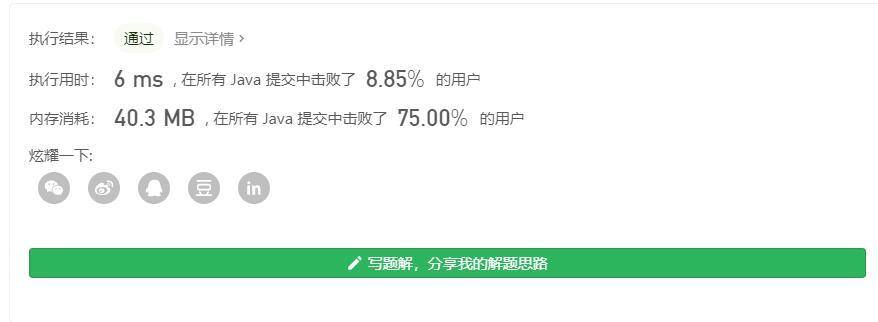 执行结果： 通过 显示详情 ›
执行用时： 6 ms , 在所有 Java 提交中击败了 8.85% 的用户
内存消耗： 40.3 MB , 在所有 Java 提交中击败了 75.00% 的用户
炫耀一下:
豆 in
写题解，分享我的解题思路